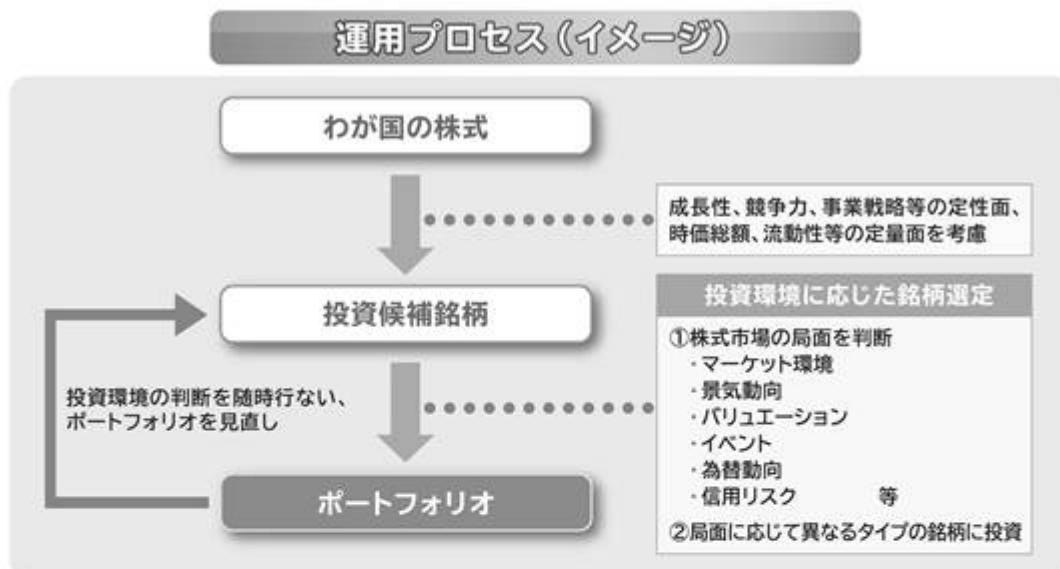 運用プロセス(イメージ)
わが国の株式
成長性、競争力、事業戦略等の定性面、
時価総額、流動性等の定量面を考慮
投資候補銘柄
投資環境に応じた銘柄選定
①株式市場の局面を判断
・マーケット環境
・景気動向
・バリュエーション
・イベント
・為替動向
・信用リスク 等
②局面に応じて異なるタイプの銘柄に投資
投資環境の判断を随時行ない、
ポートフォリオを見直し
ポートフォリオ